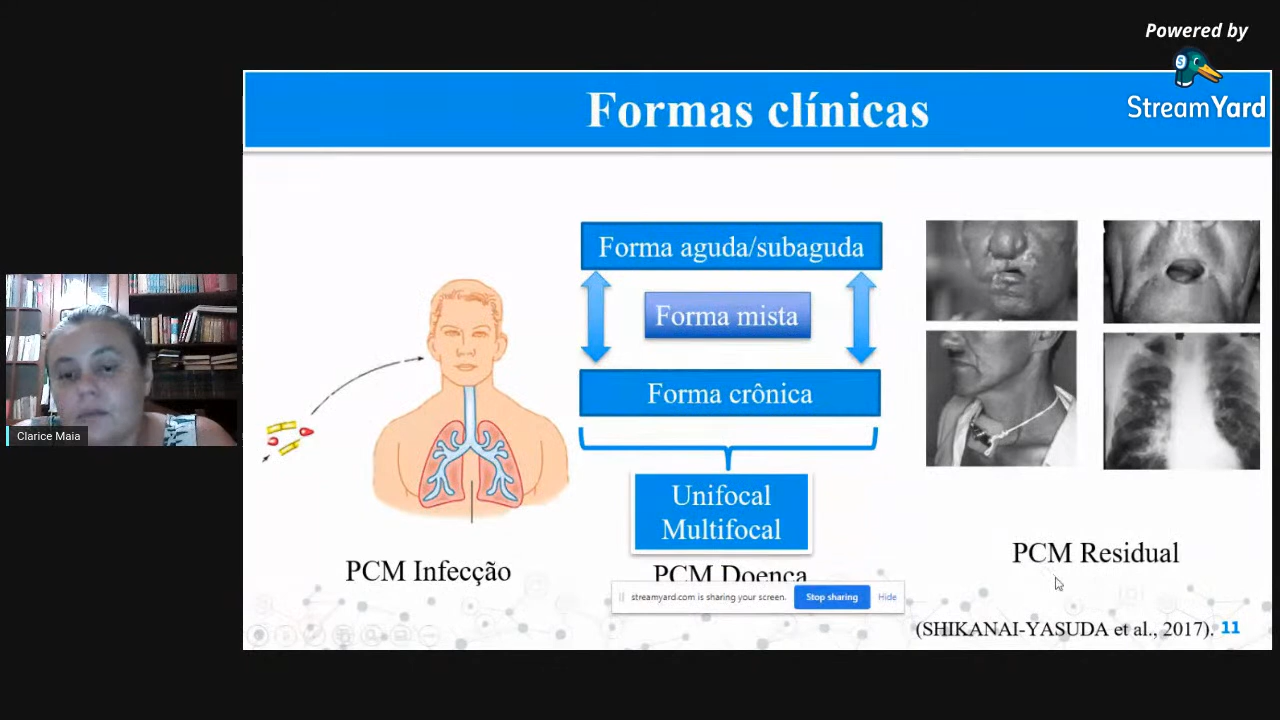 Powered by
StreamYard
Formas clínicas
Forma aguda/subaguda
Forma mista
Forma crônica
Unifocal
Multifocal
PCM Infecção
PCM Doença
PCM Residual
streamyard.com is sharing your screen.
Stop sharing
Hide
(SHIKANAI-YASUDA et al., 2017). 11
Clarice Maia